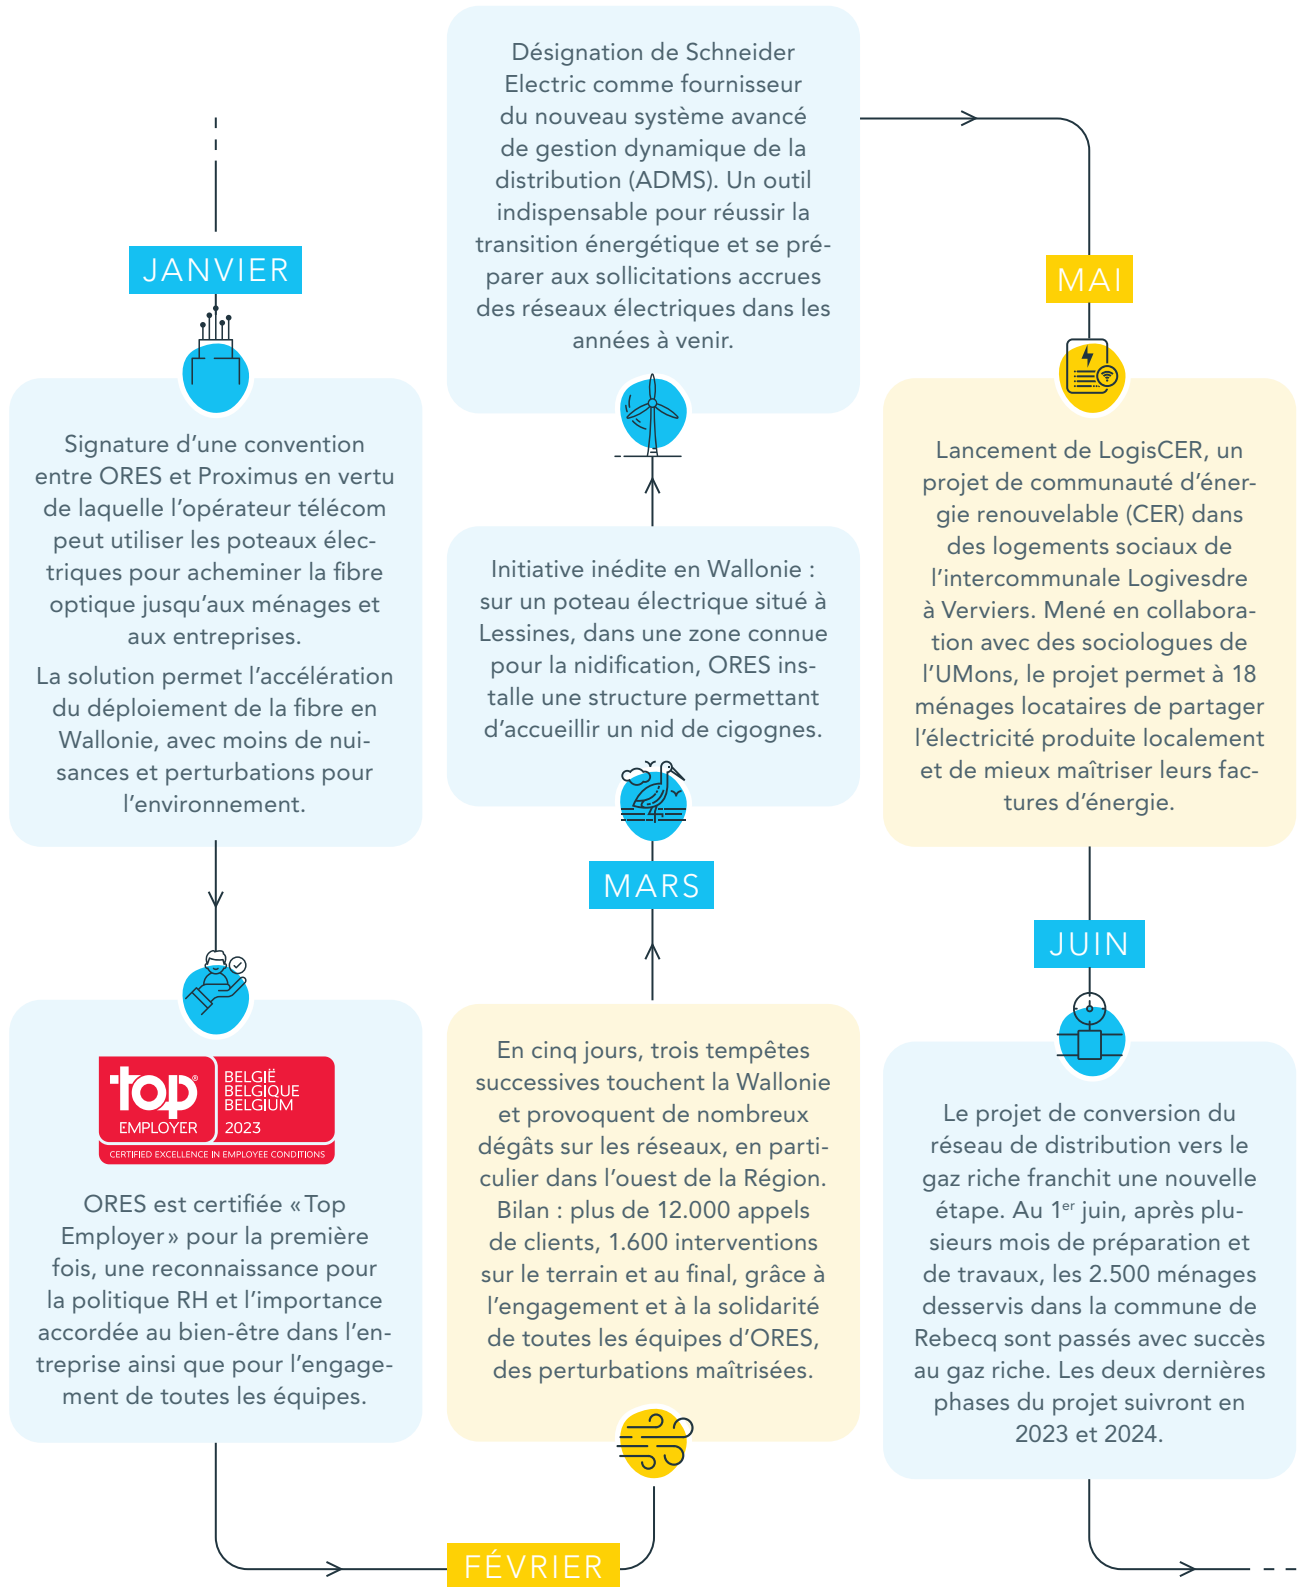 JANVIER
Signature d’une convention
entre ORES et Proximus en vertu
de laquelle l’opérateur télécom
peut utiliser les poteaux élec-
triques pour acheminer la fibre
optique jusqu’aux ménages et
aux entreprises.
La solution permet l’accélération
du déploiement de la fibre en
Wallonie, avec moins de nui-
sances et perturbations pour
l’environnement.
top®
EMPLOYER
BELGIË
BELGIQUE
BELGIUM
2023
CERTIFIED EXCELLENCE IN EMPLOYEE CONDITIONS
ORES est certifiée « Top
Employer » pour la première
fois, une reconnaissance pour
la politique RH et l’importance
accordée au bien-être dans l’en-
treprise ainsi que pour l’engage-
ment de toutes les équipes.
FÉVRIER
En cinq jours, trois tempêtes
successives touchent la Wallonie
et provoquent de nombreux
dégâts sur les réseaux, en parti-
culier dans l’ouest de la Région.
Bilan : plus de 12.000 appels
de clients, 1.600 interventions
sur le terrain et au final, grâce à
l’engagement et à la solidarité
de toutes les équipes d’ORES,
des perturbations maîtrisées.
MARS
Initiative inédite en Wallonie :
sur un poteau électrique situé à
Lessines, dans une zone connue
pour la nidification, ORES ins-
talle une structure permettant
d’accueillir un nid de cigognes.
Désignation de Schneider
Electric comme fournisseur
du nouveau système avancé
de gestion dynamique de la
distribution (ADMS). Un outil
indispensable pour réussir la
transition énergétique et se pré-
parer aux sollicitations accrues
des réseaux électriques dans les
années à venir.
MAI
Lancement de LogisCER, un
projet de communauté d’éner-
gie renouvelable (CER) dans
des logements sociaux de
l’intercommunale Logivesdre
à Verviers. Mené en collabora-
tion avec des sociologues de
l’UMons, le projet permet à 18
ménages locataires de partager
l’électricité produite localement
et de mieux maîtriser leurs fac-
tures d’énergie.
JUIN
Le projet de conversion du
réseau de distribution vers le
gaz riche franchit une nouvelle
étape. Au 1er juin, après plu-
sieurs mois de préparation et
de travaux, les 2.500 ménages
desservis dans la commune de
Rebecq sont passés avec succès
au gaz riche. Les deux dernières
phases du projet suivront en
2023 et 2024.